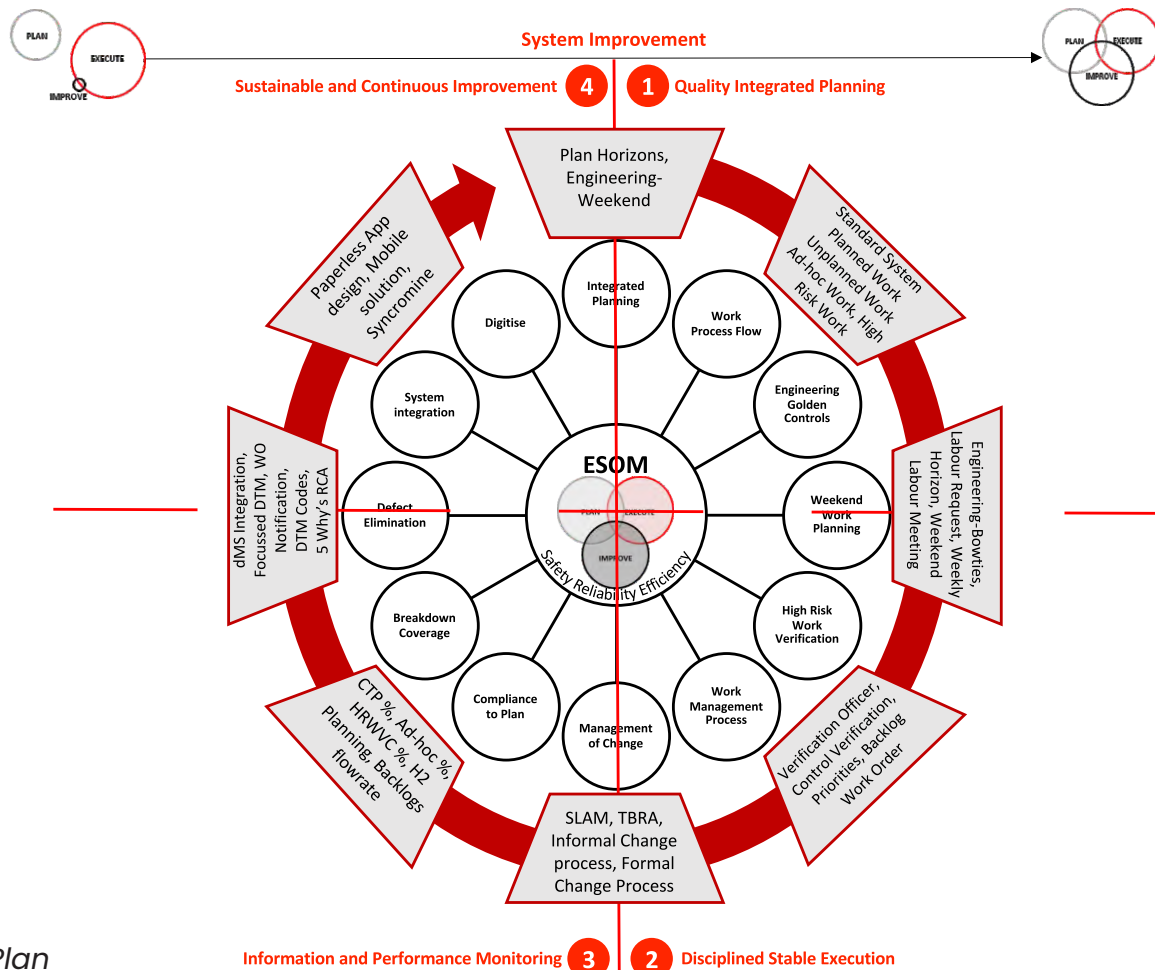 System Improvement
PLAN
EXECUTE
IMPROVE
PLAN
EXECUTE
IMPROVE
Sustainable and Continuous Improvement
4
1
Quality Integrated Planning
Plan Horizons,
Engineering-
Weekend
Standard System
Planned Work
Unplanned Work
Ad-hoc Work, High
Risk Work
Engineering-Bowties,
Labour Request, Weekly
Horizon, Weekend
Labour Meeting
Verification Officer,
Control Verification,
Priorities, Backlog
Work Order
SLAM, TBRA,
Informal Change
process, Formal
Change Process
CTP %, Ad-hoc %,
HRWVC %, H2
Planning, Backlogs
flowrate
dMS Integration,
Focussed DTM, WO
Notification,
DTM Codes,
5 Why's RCA
Paperless App
design, Mobile
solution,
Syncromine
Integrated
Planning
Work
Process Flow
Engineering
Golden
Controls
Weekend
Work
Planning
High Risk
Work
Verification
Work
Management
Process
Management
of Change
Compliance
to Plan
Breakdown
Coverage
Defect
Elimination
System
integration
Digitise
ESOM
PLAN
EXECUTE
IMPROVE
Safety Reliability Efficiency
Plan
Information and Performance Monitoring
3
2
Disciplined Stable Execution